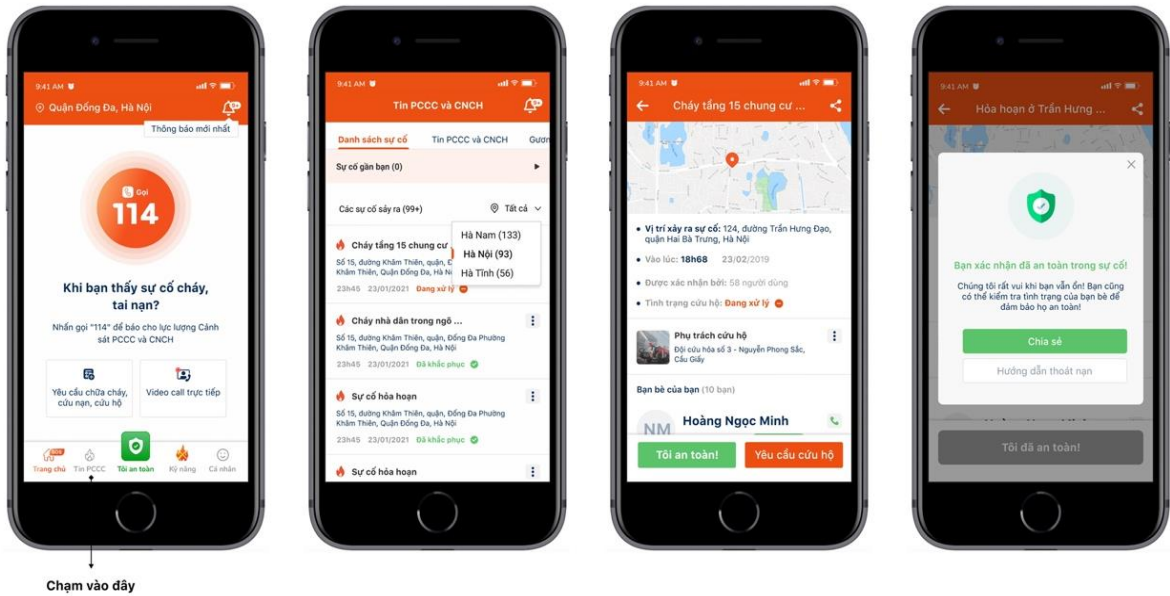 9:41 AM
Quận Đống Đa, Hà Nội
Thông báo mới nhất
Gọi
114
Khi bạn thấy sự cố cháy,
tai nạn?
Nhấn gọi "114" để báo cho lực lượng Cảnh
sát PCCC và CNCH
Yêu cầu chữa cháy,
cứu nạn, cứu hộ
Video call trực tiếp
SOS
Trang chủ
Tin PCCC
Tôi an toàn
Kỹ năng
Cá nhân
Chạm vào đây
9:41 AM
Tin PCCC và CNCH
Danh sách sự cố
Tin PCCC và CNCH
Gươn
Sự cố gần bạn (0)
Các sự cố sảy ra (99+)
Tất cả
Hà Nam (133)
Hà Nội (93)
Hà Tĩnh (56)
Cháy tầng 15 chung cư
Số 15, đường Khâm Thiên, quận, Đ
Khâm Thiên, Quận Đống Đa, Hà N
23h45 23/01/2021 Đang xử lý
Cháy nhà dân trong ngõ ...
Số 15, đường Khâm Thiên, quận, Đống Đa Phường
Khâm Thiên, Quận Đống Đa, Hà Nội
23h45 23/01/2021 Đã khắc phục
Sự cố hỏa hoạn
Số 15, đường Khâm Thiên, quận, Đống Đa Phường
Khâm Thiên, Quận Đống Đa, Hà Nội
23h45 23/01/2021 Đã khắc phục
Sự cố hỏa hoạn
9:41 AM
Cháy tầng 15 chung cư ...
Vị trí xảy ra sự cố: 124, đường Trần Hưng Đạo,
quận Hai Bà Trưng, Hà Nội
Vào lúc: 18h68 23/02/2019
Được xác nhận bởi: 58 người dùng
Tình trạng cứu hộ: Đang xử lý
Phụ trách cứu hộ
Đội cứu hỏa số 3 - Nguyễn Phong Sắc,
Cầu Giấy
Bạn bè của bạn (10 bạn)
NM
Hoàng Ngọc Minh
Tôi an toàn!
Yêu cầu cứu hộ
9:41 AM
Hỏa hoạn ở Trần Hưng ...
Bạn xác nhận đã an toàn trong sự cố!
Chúng tôi rất vui khi bạn vẫn ổn! Bạn cũng
có thể kiểm tra tình trạng của bạn bè để
đảm bảo họ an toàn!
Chia sẻ
Hướng dẫn thoát nạn
Tôi đã an toàn!